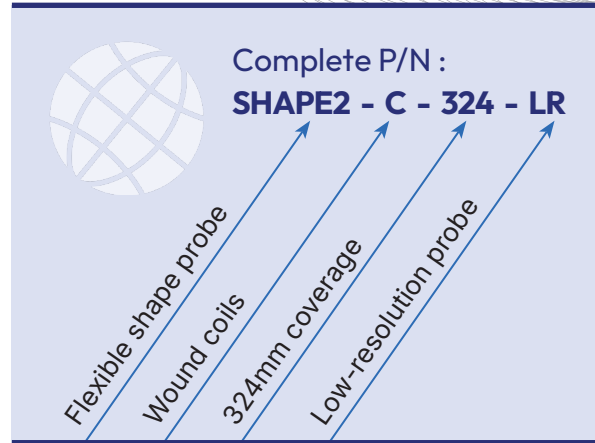 Complete P/N :
SHAPE2 - C - 324 - LR
Flexible shape probe
Wound coils
324mm coverage
Low-resolution probe